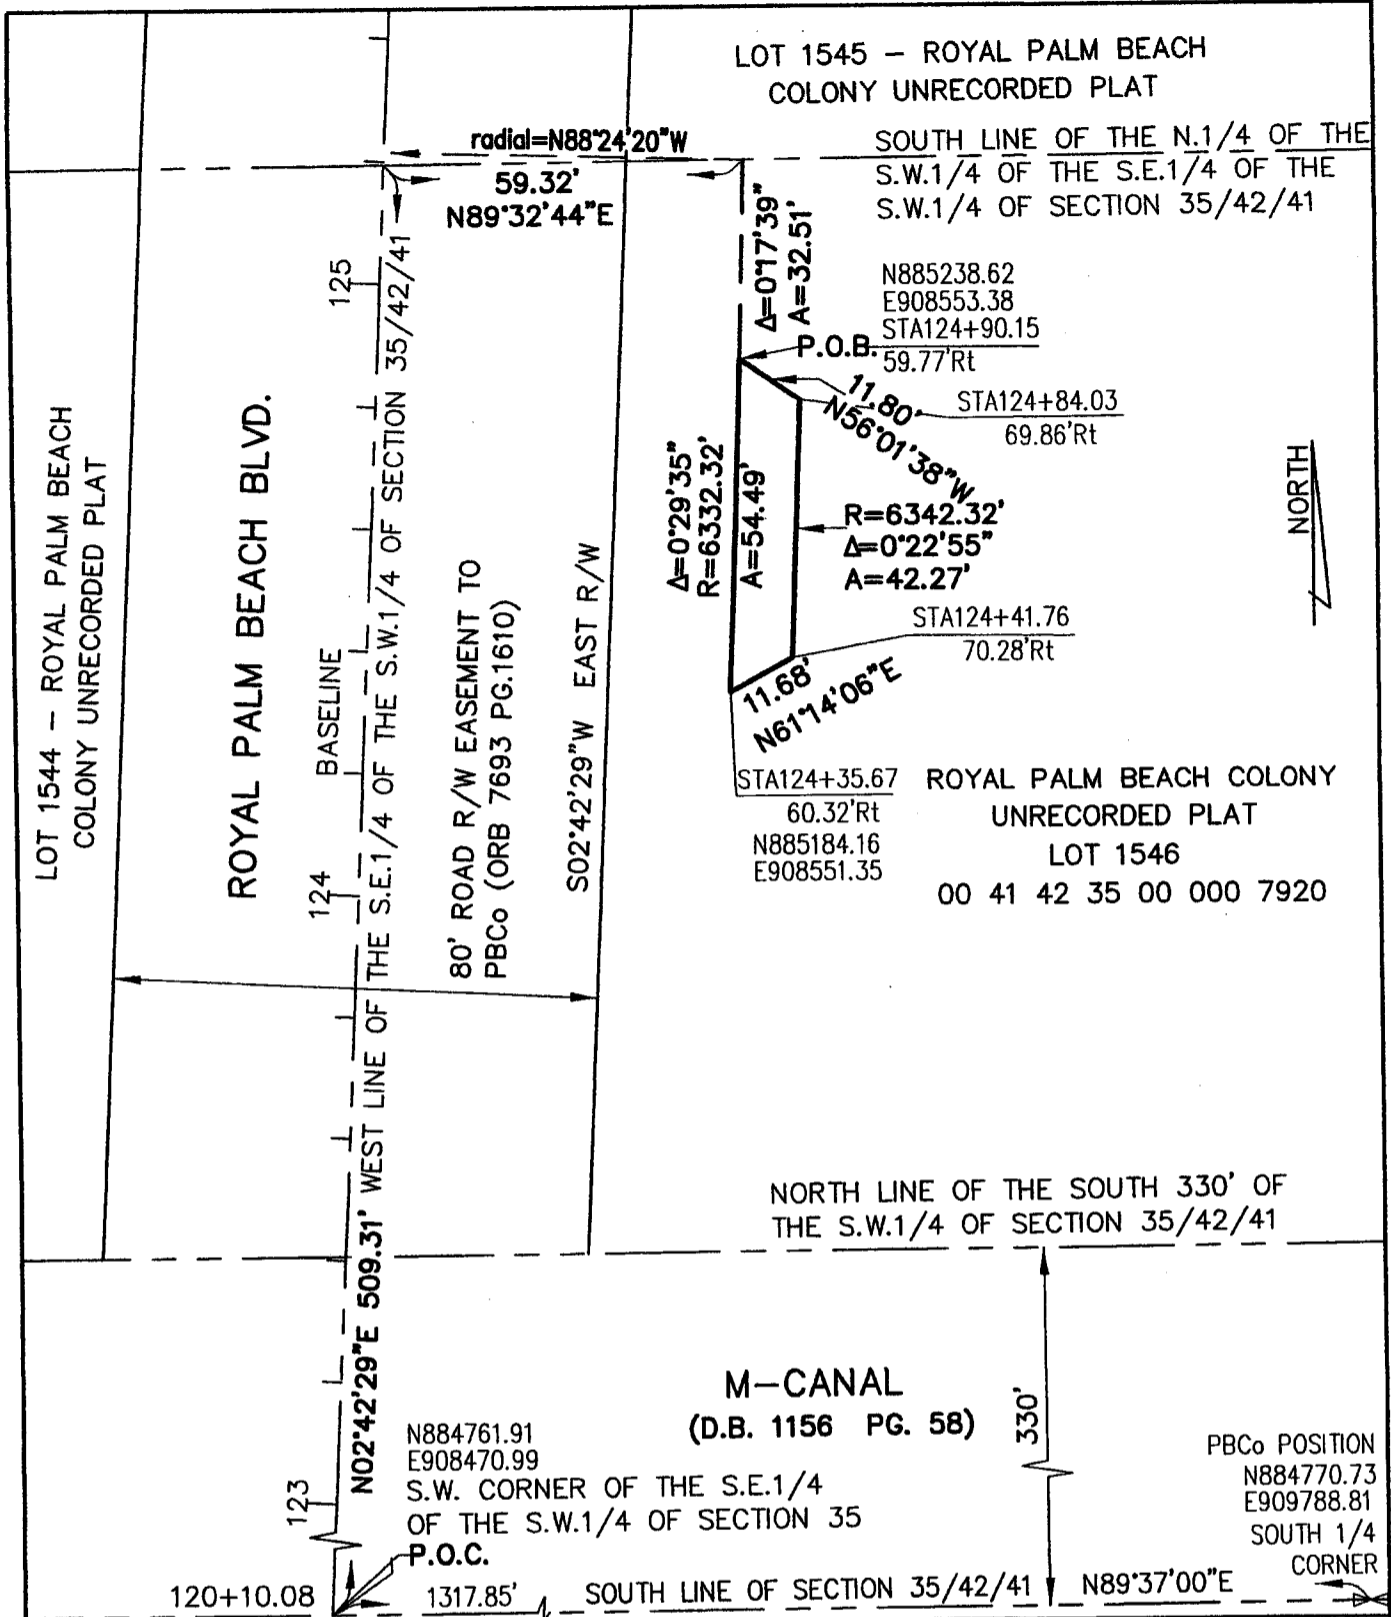 LOT 1545 – ROYAL PALM BEACH
COLONY UNRECORDED PLAT
radial=N88°24'20"W
59.32'
N89°32'44"E
SOUTH LINE OF THE N.1/4 OF THE
S.W.1/4 OF THE S.E.1/4 OF THE
S.W.1/4 OF SECTION 35/42/41
Δ=0°17'39"
A=32.51'
N885238.62
E908553.38
STA124+90.15
59.77'Rt
P.O.B.
11.80'
N56°01'38"W
STA124+84.03
69.86'Rt
Δ=0°29'35"
R=6332.32'
A=54.49'
R=6342.32'
Δ=0°22'55"
A=42.27'
STA124+41.76
70.28'Rt
11.68'
N61°14'06"E
STA124+35.67
60.32'Rt
N885184.16
E908551.35
NORTH
ROYAL PALM BEACH COLONY
UNRECORDED PLAT
LOT 1546
00 41 42 35 00 000 7920
LOT 1544 – ROYAL PALM BEACH
COLONY UNRECORDED PLAT
ROYAL PALM BEACH BLVD.
125
BASELINE
124
123
N02°42'29"E 509.31' WEST LINE OF THE S.E.1/4 OF THE S.W.1/4 OF SECTION 35/42/41
80' ROAD R/W EASEMENT TO
PBCo (ORB 7693 PG.1610)
S02°42'29"W EAST R/W
NORTH LINE OF THE SOUTH 330' OF
THE S.W.1/4 OF SECTION 35/42/41
M–CANAL
(D.B. 1156 PG. 58)
330'
N884761.91
E908470.99
S.W. CORNER OF THE S.E.1/4
OF THE S.W.1/4 OF SECTION 35
P.O.C.
PBCo POSITION
N884770.73
E909788.81
SOUTH 1/4
CORNER
120+10.08
1317.85'
SOUTH LINE OF SECTION 35/42/41
N89°37'00"E